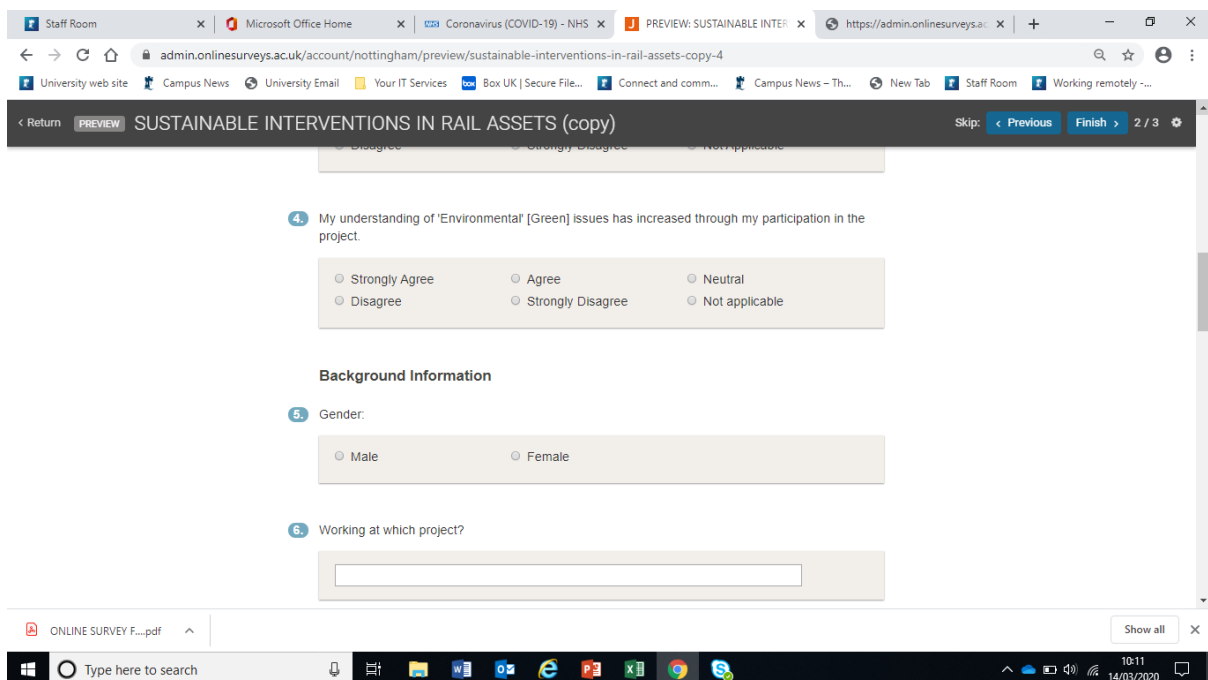 Staff Room
Microsoft Office Home
Coronavirus (COVID-19) - NHS
PREVIEW: SUSTAINABLE INTER
https://admin.onlinesurveys.ac
admin.onlinesurveys.ac.uk/account/nottingham/preview/sustainable-interventions-in-rail-assets-copy-4
University web site Campus News University Email Your IT Services box Box UK | Secure File... Connect and comm... Campus News – Th... New Tab Staff Room Working remotely -...
< Return PREVIEW SUSTAINABLE INTERVENTIONS IN RAIL ASSETS (copy) Skip: < Previous Finish > 2 / 3
Disagree Strongly Disagree Not Applicable
4. My understanding of 'Environmental' [Green] issues has increased through my participation in the
project.
Strongly Agree Agree Neutral
Disagree Strongly Disagree Not applicable
Background Information
5. Gender:
Male Female
6. Working at which project?
ONLINE SURVEY F....pdf Show all
Type here to search
10:11
14/03/2020